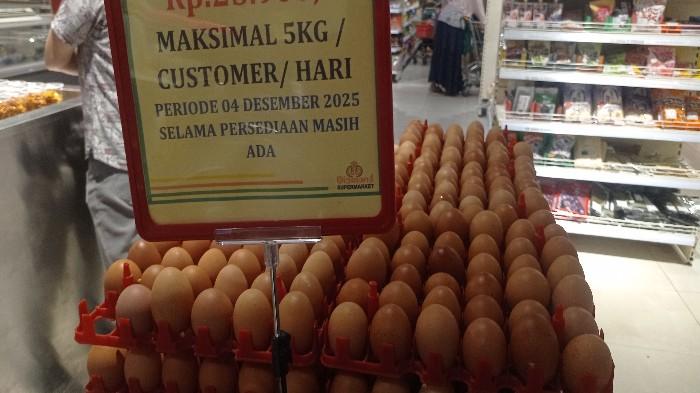 MAKSIMAL 5KG /
CUSTOMER/ HARI
PERIODE 04 DESEMBER 2025
SELAMA PERSEDIAAN MASIH
ADA
SUPERMARKET